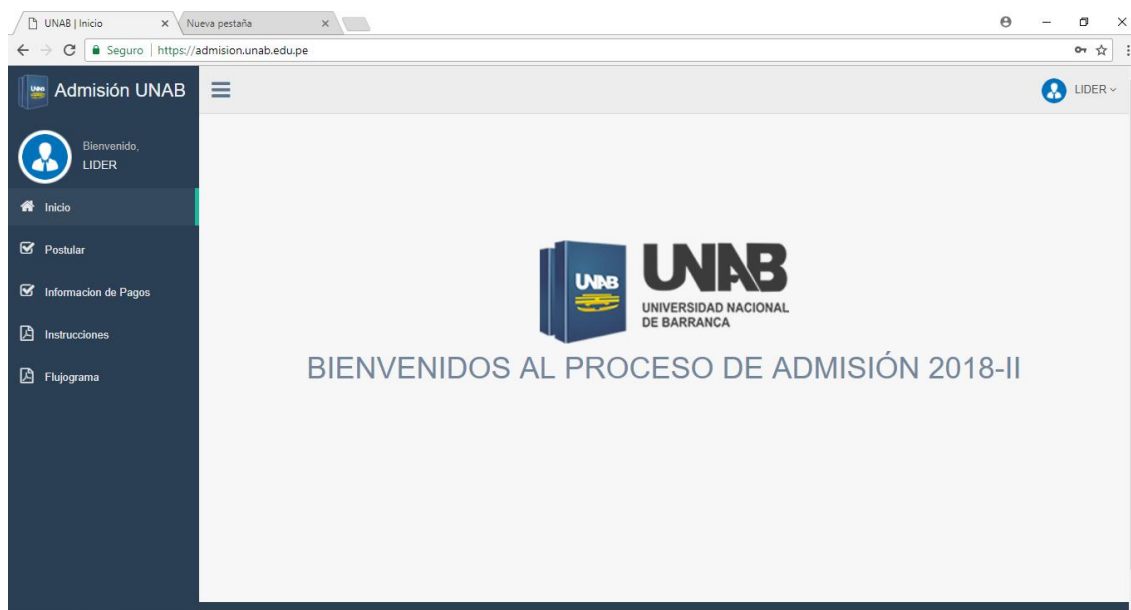 UNAB | Inicio
Nueva pestaña
Seguro
https://admision.unab.edu.pe
Admisión UNAB
LIDER
Bienvenido,
LIDER
Inicio
Postular
Informacion de Pagos
Instrucciones
Flujograma
UNAB
UNAB
UNIVERSIDAD NACIONAL
DE BARRANCA
BIENVENIDOS AL PROCESO DE ADMISIÓN 2018-II